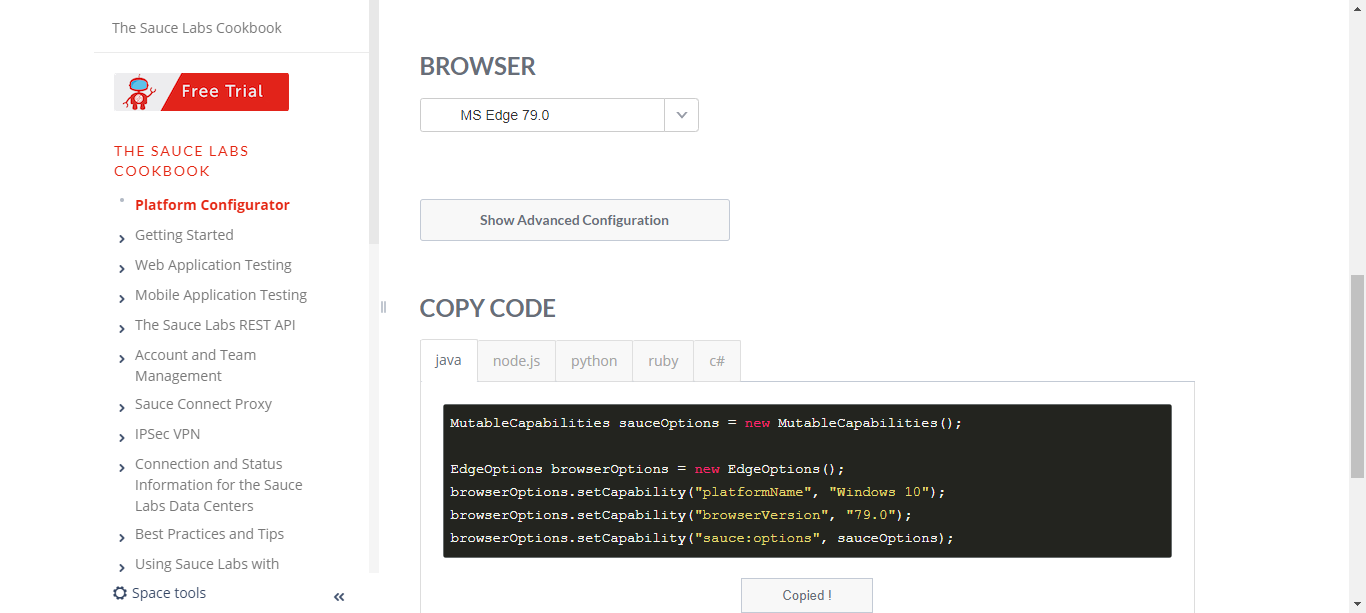 The Sauce Labs Cookbook
Free Trial
THE SAUCE LABS
COOKBOOK
Platform Configurator
Getting Started
Web Application Testing
Mobile Application Testing
The Sauce Labs REST API
Account and Team
Management
Sauce Connect Proxy
IPSec VPN
Connection and Status
Information for the Sauce
Labs Data Centers
Best Practices and Tips
Using Sauce Labs with
Space tools
BROWSER
MS Edge 79.0
Show Advanced Configuration
COPY CODE
java node.js python ruby c#
MutableCapabilities sauceOptions = new MutableCapabilities();
EdgeOptions browserOptions = new EdgeOptions();
browserOptions.setCapability("platformName", "Windows 10");
browserOptions.setCapability("browserVersion", "79.0");
browserOptions.setCapability("sauce:options", sauceOptions);
Copied !